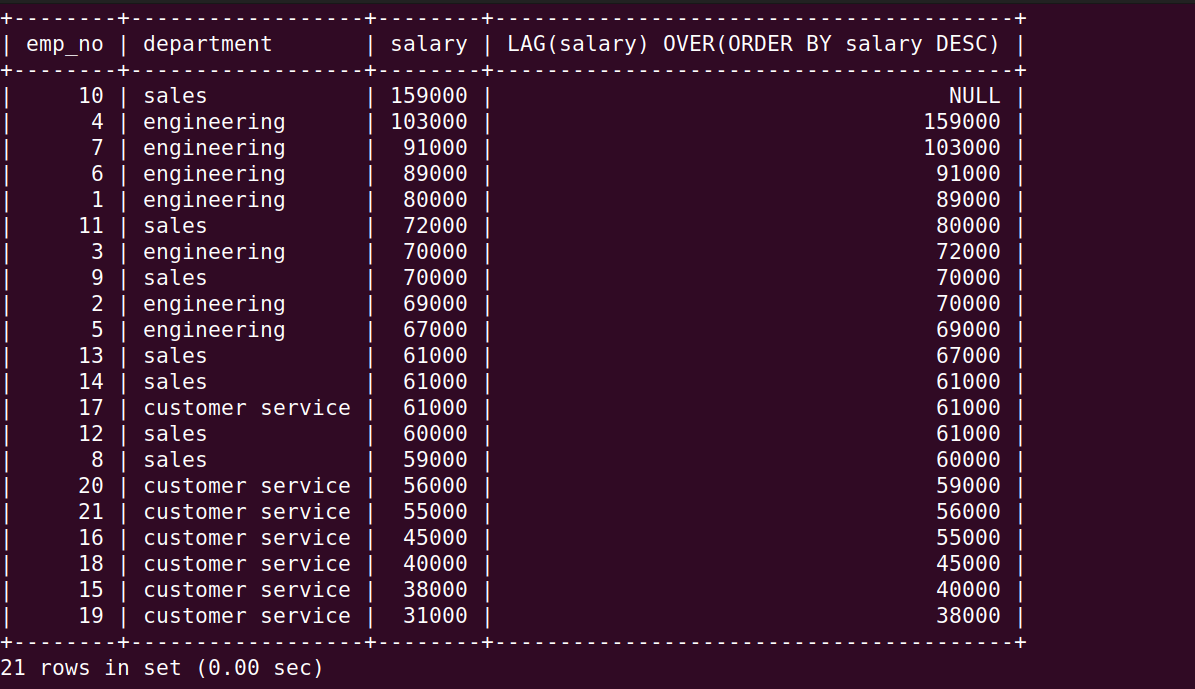 +--------+------------------+--------+----------------------------------------+
| emp_no | department       | salary | LAG(salary) OVER(ORDER BY salary DESC) |
+--------+------------------+--------+----------------------------------------+
|     10 | sales            | 159000 |                                   NULL |
|      4 | engineering      | 103000 |                                 159000 |
|      7 | engineering      |  91000 |                                 103000 |
|      6 | engineering      |  89000 |                                  91000 |
|      1 | engineering      |  80000 |                                  89000 |
|     11 | sales            |  72000 |                                  80000 |
|      3 | engineering      |  70000 |                                  72000 |
|      9 | sales            |  70000 |                                  70000 |
|      2 | engineering      |  69000 |                                  70000 |
|      5 | engineering      |  67000 |                                  69000 |
|     13 | sales            |  61000 |                                  67000 |
|     14 | sales            |  61000 |                                  61000 |
|     17 | customer service |  61000 |                                  61000 |
|     12 | sales            |  60000 |                                  61000 |
|      8 | sales            |  59000 |                                  60000 |
|     20 | customer service |  56000 |                                  59000 |
|     21 | customer service |  55000 |                                  56000 |
|     16 | customer service |  45000 |                                  55000 |
|     18 | customer service |  40000 |                                  45000 |
|     15 | customer service |  38000 |                                  40000 |
|     19 | customer service |  31000 |                                  38000 |
+--------+------------------+--------+----------------------------------------+
21 rows in set (0.00 sec)